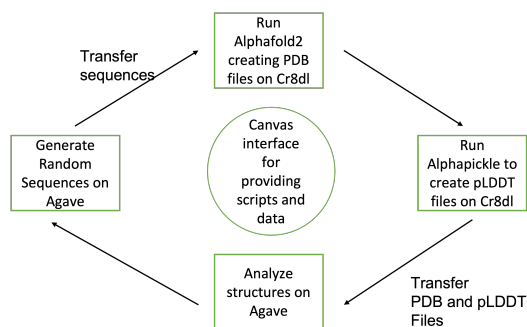 Run
Alphafold2
creating PDB
files on Cr8dl
Transfer
sequences
Generate
Random
Sequences on
Agave
Canvas
interface
for
providing
scripts and
data
Run
Alphapickle to
create pLDDT
files on Cr8dl
Analyze
structures on
Agave
Transfer
PDB and pLDDT
Files